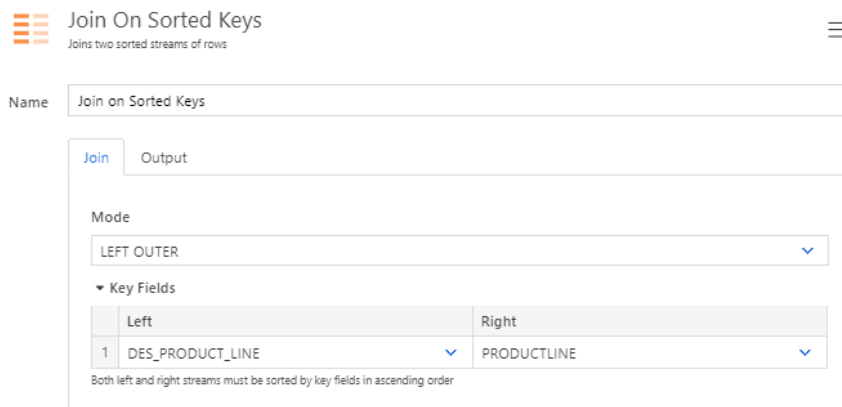 Join On Sorted Keys
Joins two sorted streams of rows
Name
Join on Sorted Keys
Join Output
Mode
LEFT OUTER
Key Fields
Left Right
1 DES_PRODUCT_LINE PRODUCTLINE
Both left and right streams must be sorted by key fields in ascending order